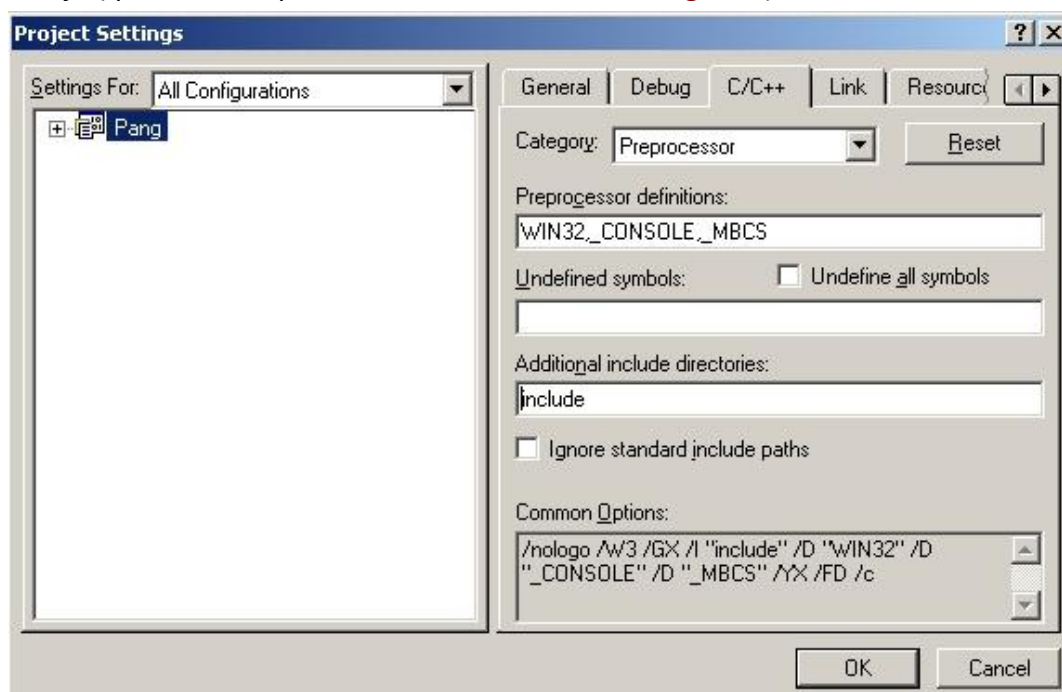 Project Settings
Settings For: All Configurations
Pang
General Debug C/C++ Link Resourc
Category: Preprocessor Reset
Preprocessor definitions:
WIN32,_CONSOLE,_MBCS
Undefined symbols: Undefine all symbols
Additional include directories:
include
Ignore standard include paths
Common Options:
/nologo /W3 /GX /I "include" /D "WIN32" /D
"_CONSOLE" /D "_MBCS" /YX /FD /c
OK Cancel